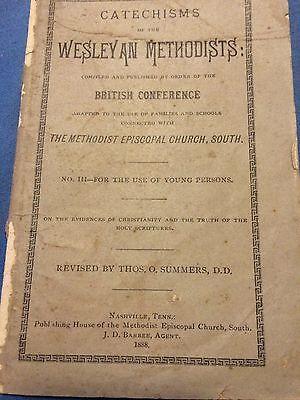 CATECHISMS
OF THE
WESLEYAN METHODISTS:
COMPILED AND PUBLISHED BY ORDER OF THE
BRITISH CONFERENCE
ADAPTED TO THE USE OF FAMILIES AND SCHOOLS
CONNECTED WITH
THE METHODIST EPISCOPAL CHURCH, SOUTH.
No. III—FOR THE USE OF YOUNG PERSONS.
ON THE EVIDENCES OF CHRISTIANITY AND THE TRUTH OF THE
HOLY SCRIPTURES.
REVISED BY THOS. O. SUMMERS, D.D.
NASHVILLE, TENN.:
Publishing House of the Methodist Episcopal Church, South.
J. D. BARBEE, AGENT.
1888.